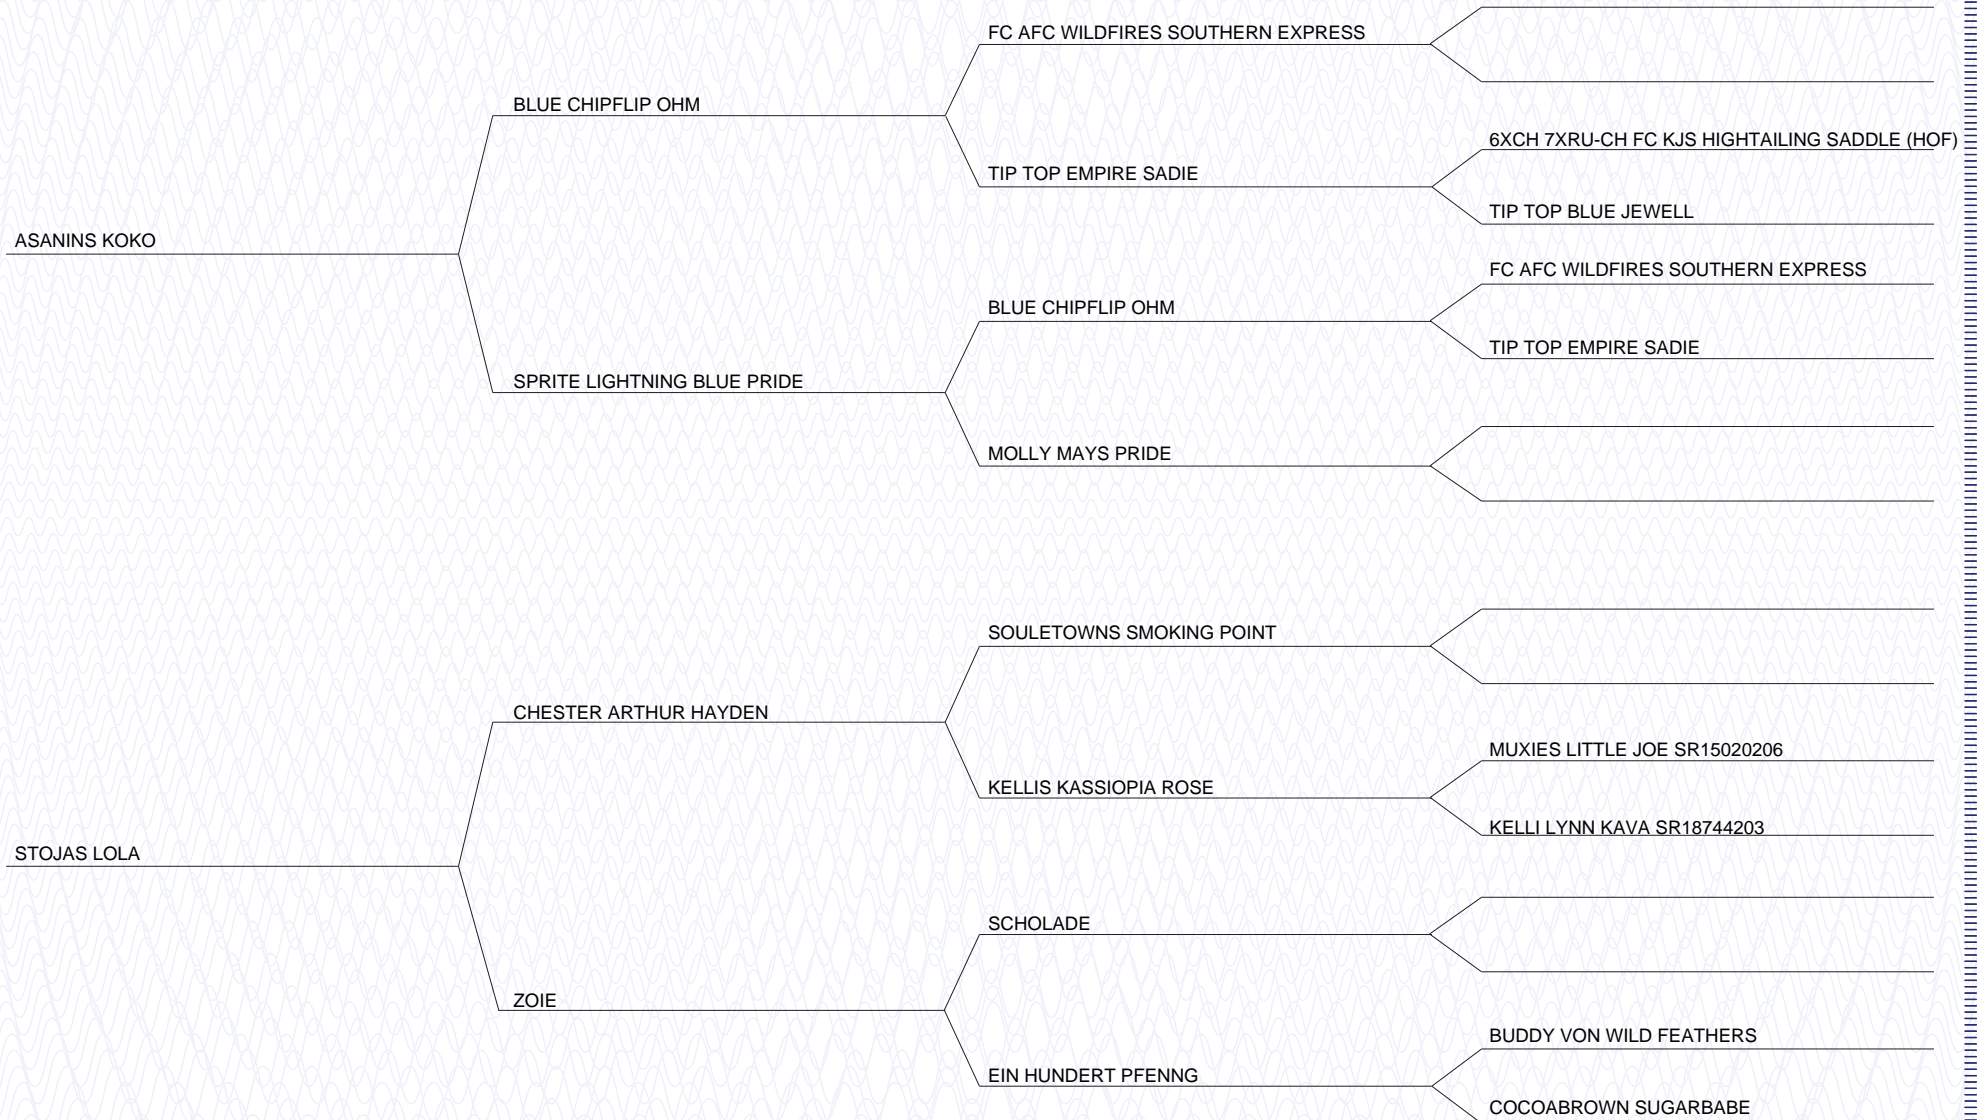 FC AFC WILDFIRES SOUTHERN EXPRESS
BLUE CHIPFLIP OHM
6XCH 7XRU-CH FC KJS HIGHTAILING SADDLE (HOF)
TIP TOP EMPIRE SADIE
TIP TOP BLUE JEWELL
ASANINS KOKO
FC AFC WILDFIRES SOUTHERN EXPRESS
BLUE CHIPFLIP OHM
TIP TOP EMPIRE SADIE
SPRITE LIGHTNING BLUE PRIDE
MOLLY MAYS PRIDE
SOULETOWNS SMOKING POINT
CHESTER ARTHUR HAYDEN
MUXIES LITTLE JOE SR15020206
KELLIS KASSIOPIA ROSE
KELLI LYNN KAVA SR18744203
STOJAS LOLA
SCHOLADE
ZOIE
BUDDY VON WILD FEATHERS
EIN HUNDERT PFENNG
COCOABROWN SUGARBABE